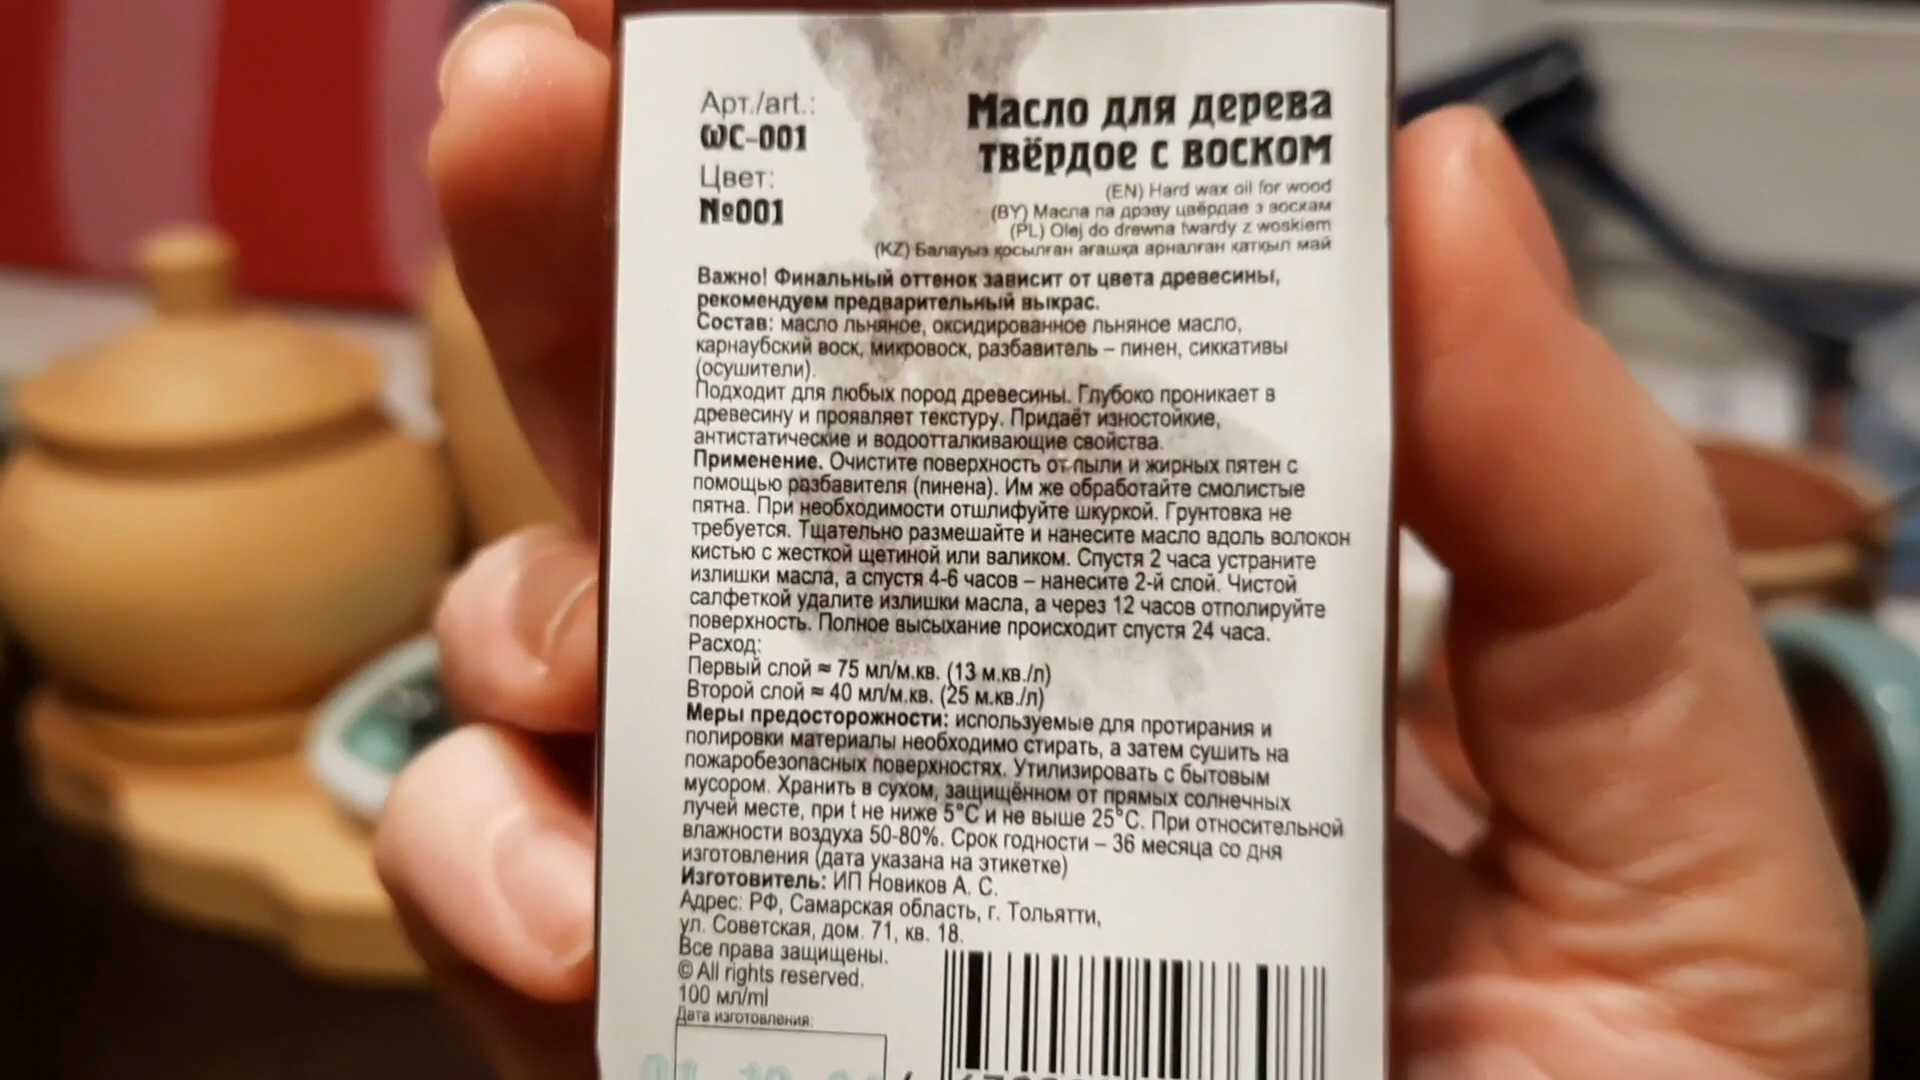 Арт./art.:
ѠС-001
Цвет:
№001
Масло для дерева
твёрдое с воском
(EN) Hard wax oil for wood
(BY) Масла па дрэву цвёрдае з воскам
(PL) Olej do drewna twardy z woskiem
(KZ) Балауыз қосылған ағашқа арналған қатқыл май
Важно! Финальный оттенок зависит от цвета древесины,
рекомендуем предварительный выкрас.
Состав: масло льняное, оксидированное льняное масло,
карнаубский воск, микровоск, разбавитель – пинен, сиккативы
(осушители).
Подходит для любых пород древесины. Глубоко проникает в
древесину и проявляет текстуру. Придаёт изностойкие,
антистатические и водоотталкивающие свойства.
Применение. Очистите поверхность от пыли и жирных пятен с
помощью разбавителя (пинена). Им же обработайте смолистые
пятна. При необходимости отшлифуйте шкуркой. Грунтовка не
требуется. Тщательно размешайте и нанесите масло вдоль волокон
кистью с жесткой щетиной или валиком. Спустя 2 часа устраните
излишки масла, а спустя 4-6 часов – нанесите 2-й слой. Чистой
салфеткой удалите излишки масла, а через 12 часов отполируйте
поверхность. Полное высыхание происходит спустя 24 часа.
Расход:
Первый слой ≈ 75 мл/м.кв. (13 м.кв./л)
Второй слой ≈ 40 мл/м.кв. (25 м.кв./л)
Меры предосторожности: используемые для протирания и
полировки материалы необходимо стирать, а затем сушить на
пожаробезопасных поверхностях. Утилизировать с бытовым
мусором. Хранить в сухом, защищённом от прямых солнечных
лучей месте, при t не ниже 5°С и не выше 25°С. При относительной
влажности воздуха 50-80%. Срок годности – 36 месяца со дня
изготовления (дата указана на этикетке)
Изготовитель: ИП Новиков А. С.
Адрес: РФ, Самарская область, г. Тольятти,
ул. Советская, дом. 71, кв. 18.
Все права защищены.
© All rights reserved.
100 мл/ml
Дата изготовления: